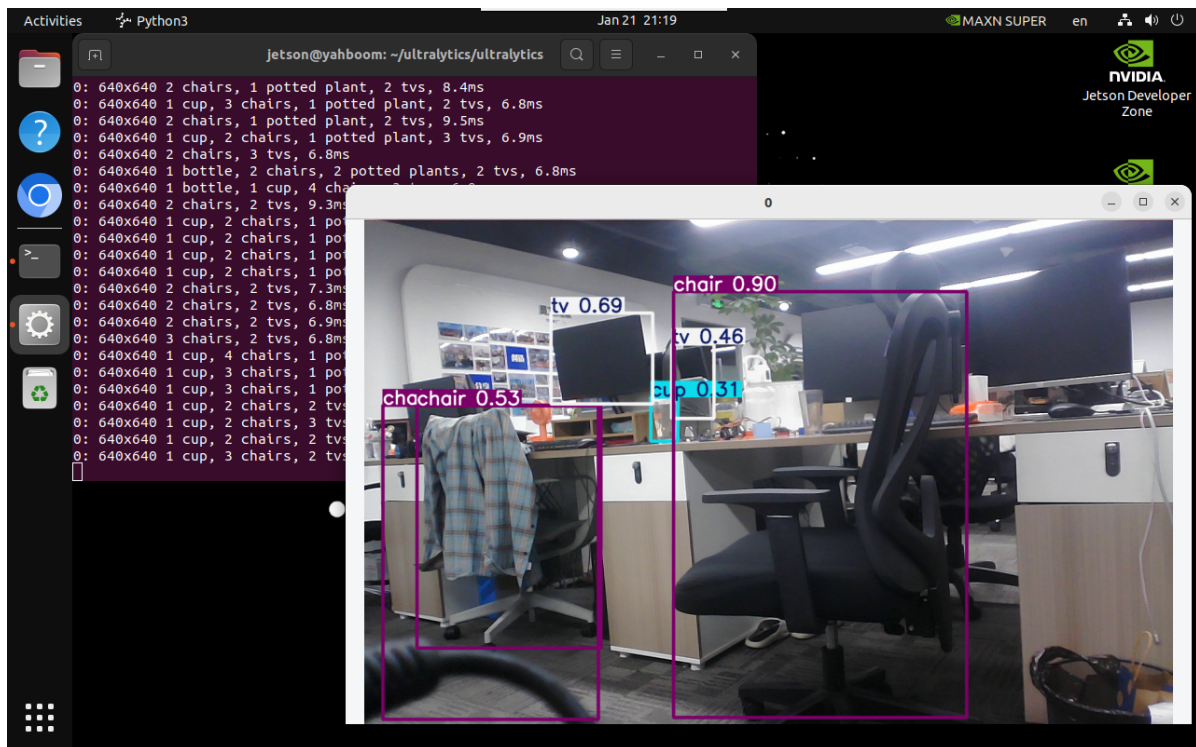 Activities
Python3
Jan 21 21:19
MAXN SUPER
en
jetson@yahboom: ~/ultralytics/ultralytics
0: 640x640 2 chairs, 1 potted plant, 2 tvs, 8.4ms
0: 640x640 1 cup, 3 chairs, 1 potted plant, 2 tvs, 6.8ms
0: 640x640 2 chairs, 1 potted plant, 2 tvs, 9.5ms
0: 640x640 1 cup, 2 chairs, 1 potted plant, 3 tvs, 6.9ms
0: 640x640 2 chairs, 3 tvs, 6.8ms
0: 640x640 1 bottle, 2 chairs, 2 potted plants, 2 tvs, 6.8ms
0: 640x640 1 bottle, 1 cup, 4 cha
0: 640x640 2 chairs, 2 tvs, 9.3ms
0: 640x640 1 cup, 2 chairs, 1 pot
0: 640x640 1 cup, 2 chairs, 1 pot
0: 640x640 1 cup, 2 chairs, 1 pot
0: 640x640 1 cup, 2 chairs, 1 pot
0: 640x640 2 chairs, 2 tvs, 7.3ms
0: 640x640 2 chairs, 2 tvs, 6.8ms
0: 640x640 2 chairs, 2 tvs, 6.9ms
0: 640x640 3 chairs, 2 tvs, 6.8ms
0: 640x640 1 cup, 4 chairs, 1 pot
0: 640x640 1 cup, 3 chairs, 1 pot
0: 640x640 1 cup, 3 chairs, 1 pot
0: 640x640 1 cup, 2 chairs, 2 tvs
0: 640x640 1 cup, 2 chairs, 3 tvs
0: 640x640 1 cup, 2 chairs, 2 tvs
0: 640x640 1 cup, 3 chairs, 2 tvs
NVIDIA.
Jetson Developer
Zone
0
chair 0.90
tv 0.69
tv 0.46
cup 0.31
chachair 0.53